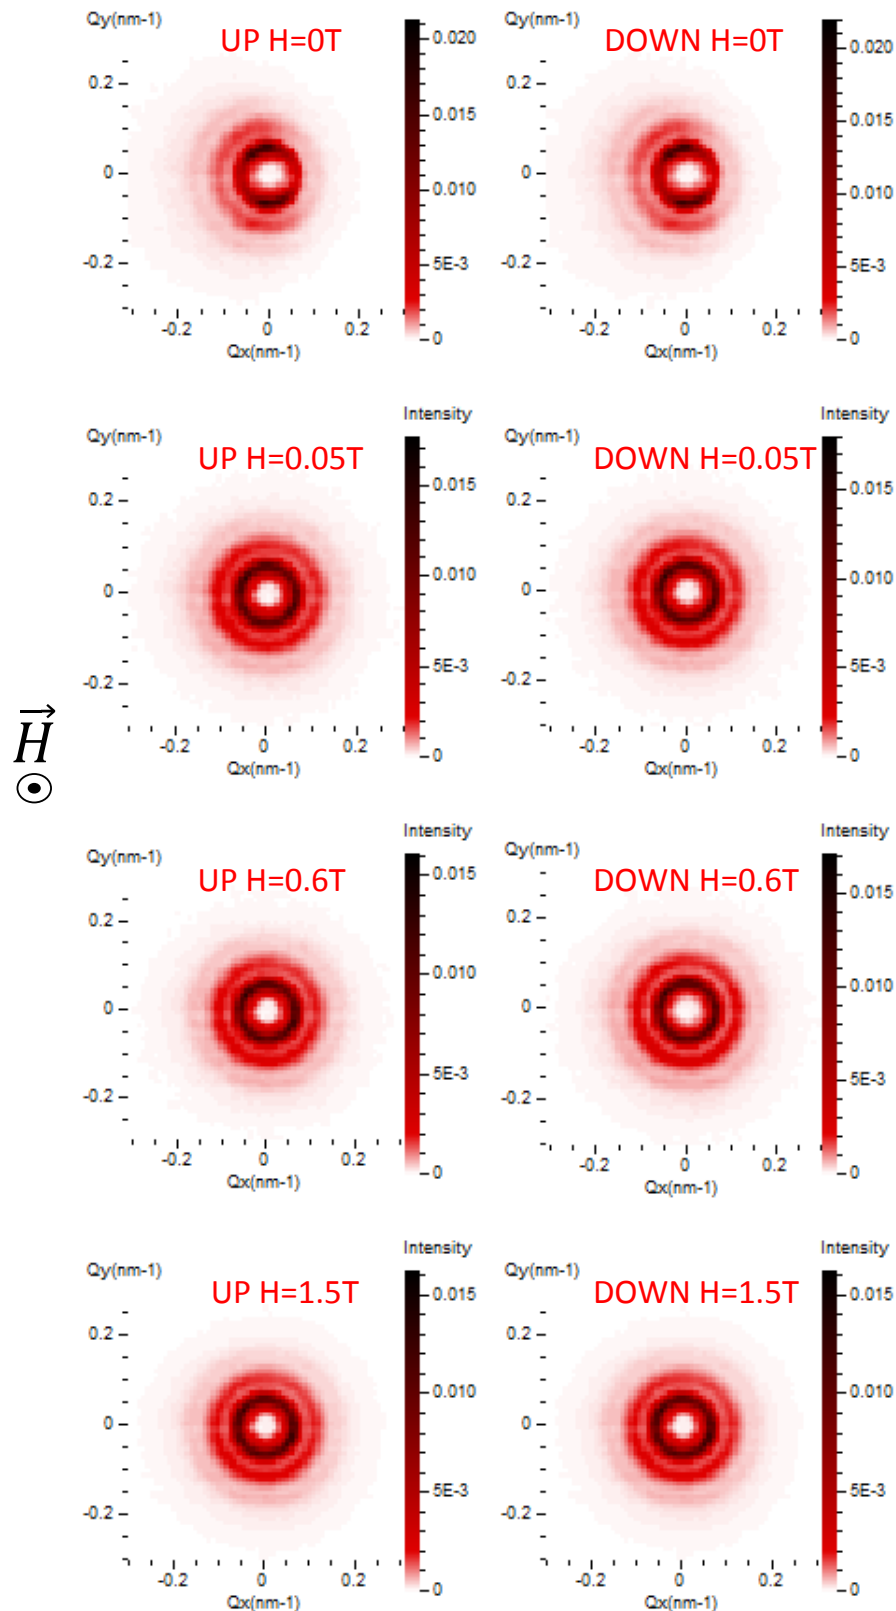 Qy(nm-1)
UP H=0T
0.020
0.015
0.010
5E-3
0
0.2
0
-0.2
-0.2
0
0.2
Qx(nm-1)
Qy(nm-1)
DOWN H=0T
0.020
0.015
0.010
5E-3
0
0.2
0
-0.2
-0.2
0
0.2
Qx(nm-1)
Intensity
Qy(nm-1)
UP H=0.05T
0.015
0.010
5E-3
0
0.2
0
-0.2
-0.2
0
0.2
Qx(nm-1)
Intensity
Qy(nm-1)
DOWN H=0.05T
0.015
0.010
5E-3
0
0.2
0
-0.2
-0.2
0
0.2
Qx(nm-1)
H
Intensity
Qy(nm-1)
UP H=0.6T
0.015
0.010
5E-3
0
0.2
0
-0.2
-0.2
0
0.2
Qx(nm-1)
Intensity
Qy(nm-1)
DOWN H=0.6T
0.015
0.010
5E-3
0
0.2
0
-0.2
-0.2
0
0.2
Qx(nm-1)
Intensity
Qy(nm-1)
UP H=1.5T
0.015
0.010
5E-3
0
0.2
0
-0.2
-0.2
0
0.2
Qx(nm-1)
Intensity
Qy(nm-1)
DOWN H=1.5T
0.015
0.010
5E-3
0
0.2
0
-0.2
-0.2
0
0.2
Qx(nm-1)